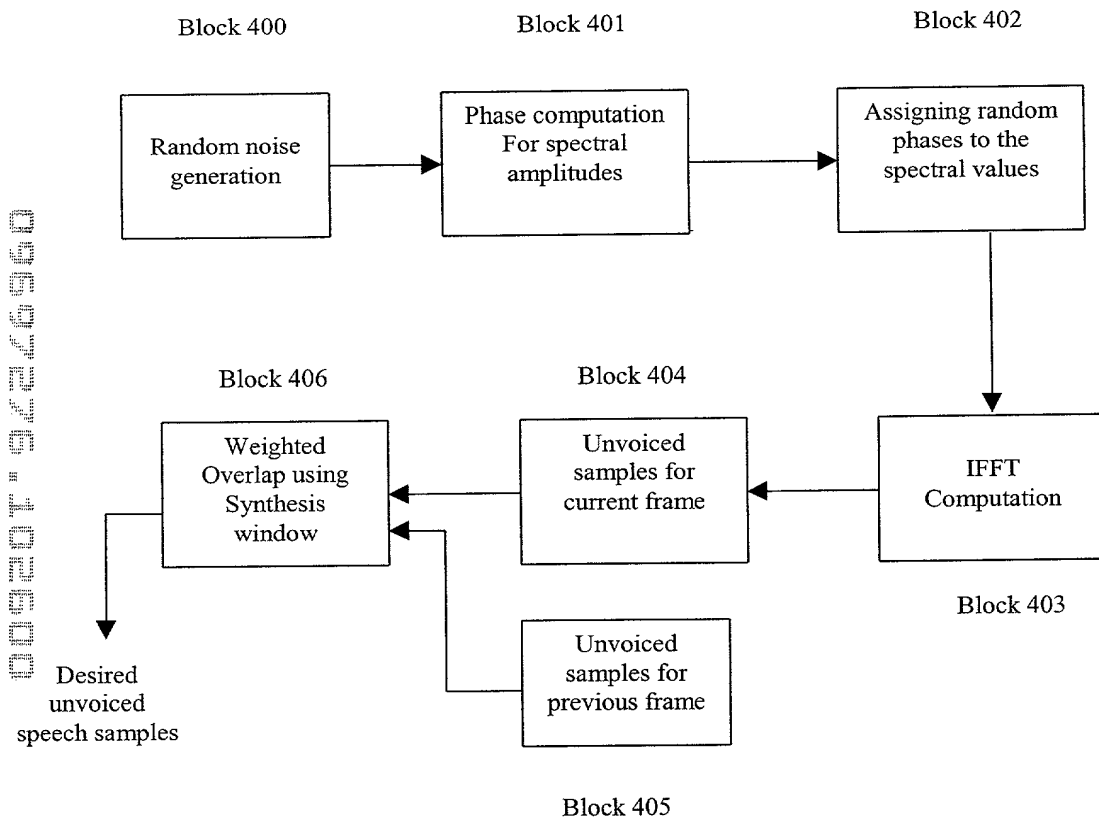 Block 400
Block 401
Block 402
Random noise
generation
Phase computation
For spectral
amplitudes
Assigning random
phases to the
spectral values
Block 406
Block 404
Weighted
Overlap using
Synthesis
window
Unvoiced
samples for
current frame
IFFT
Computation
Block 403
Desired
unvoiced
speech samples
Unvoiced
samples for
previous frame
Block 405
09697276.102600